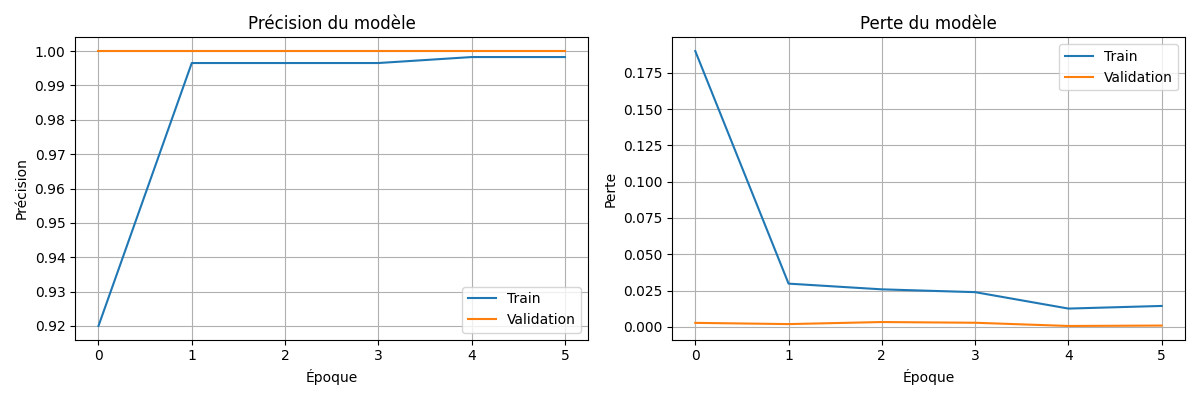 Précision du modèle
Précision
1.00
0.99
0.98
0.97
0.96
0.95
0.94
0.93
0.92
Train
Validation
0 1 2 3 4 5
Époque
Perte du modèle
Perte
0.175
0.150
0.125
0.100
0.075
0.050
0.025
0.000
Train
Validation
0 1 2 3 4 5
Époque